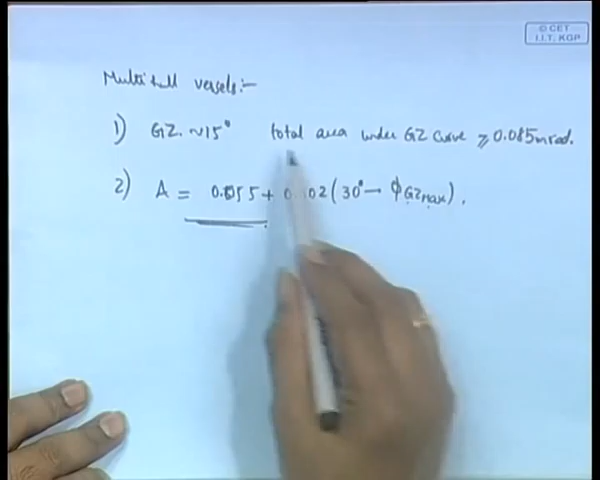 © CET
I.I.T. KGP
Multi hull vessels:-
1) GZ. ~15° total area under GZ curve ⩾ 0.085 m rad.
2) A = 0.055 + 0.002 (30° - ϕGZmax).